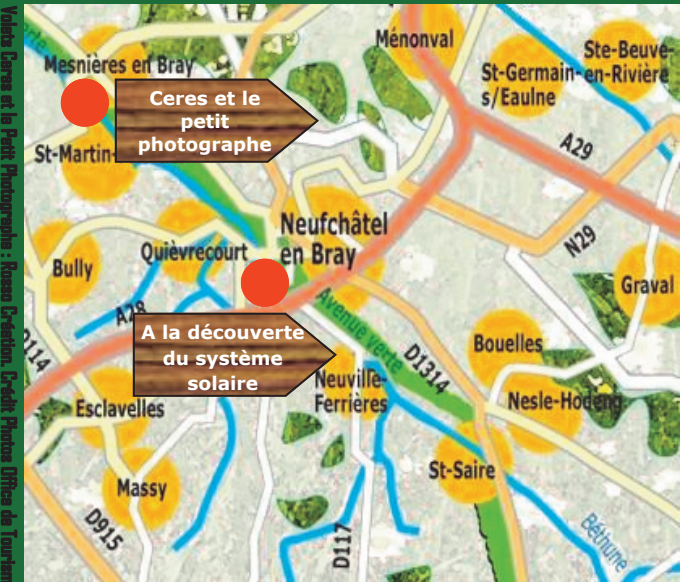 Volets Ceres et le Petit Photographe : Rosso Création, Crédit Photos Office de Tourism
Ménonval
Mesnières en Bray
Ste-Beuve-
en-Rivière
St-Germain-
s/Eaulne
Ceres et le
petit
photographe
St-Martin-
A29
Neufchâtel
en Bray
N29
Quièvrecourt
Bully
Graval
A28
Avenue verte
A la découverte
du système
solaire
D114
D1314
Bouelles
Neuville-
Ferrières
Nesle-Hodeng
Esclavelles
St-Saire
Massy
D915
D117
Béthune